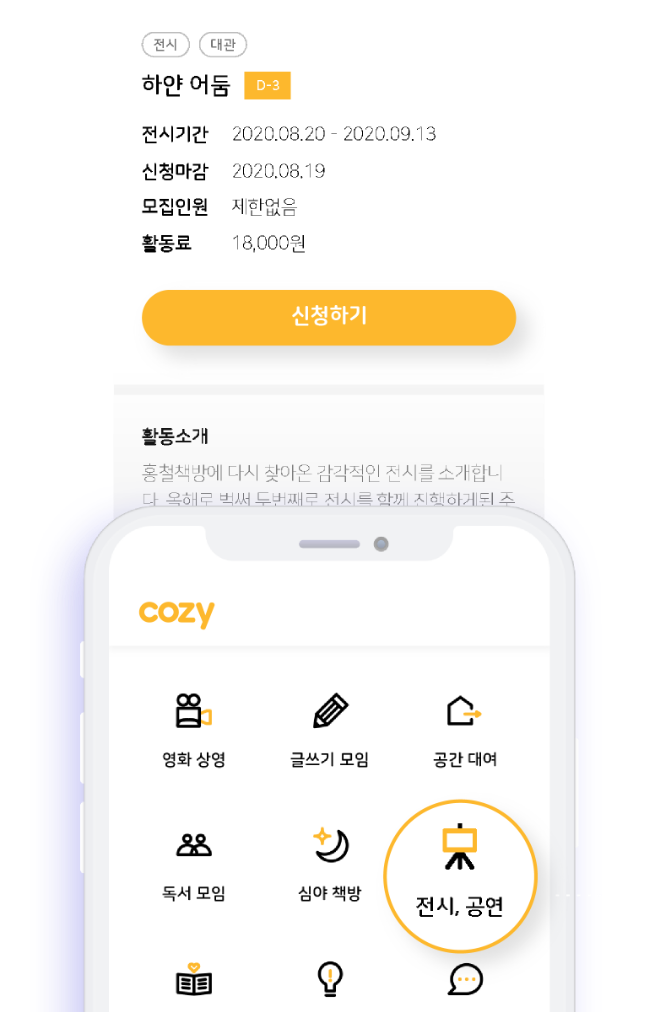 전시 대관
하얀 어둠 D-3
전시기간 2020.08.20 - 2020.09.13
신청마감 2020.08.19
모집인원 제한없음
활동료 18,000원
신청하기
활동소개
홍철책방에 다시 찾아온 감각적인 전시를 소개합니
다. 올해로 벌써 두번째로 전시를 함께 진행하게된 주
cozy
영화 상영 글쓰기 모임 공간 대여
독서 모임 심야 책방 전시, 공연